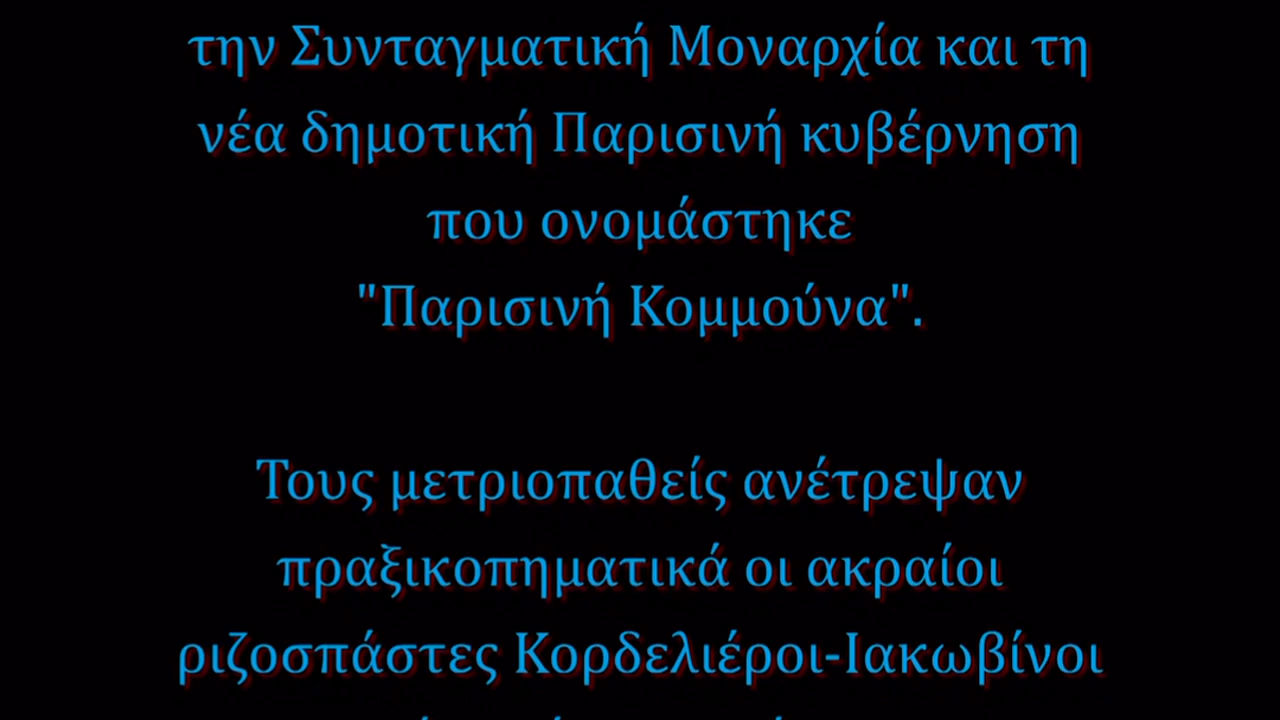 την Συνταγματική Μοναρχία και τη
νέα δημοτική Παρισινή κυβέρνηση
που ονομάστηκε
"Παρισινή Κομμούνα".
Τους μετριοπαθείς ανέτρεψαν
πραξικοπηματικά οι ακραίοι
ριζοσπάστες Κορδελιέροι-Ιακωβίνοι